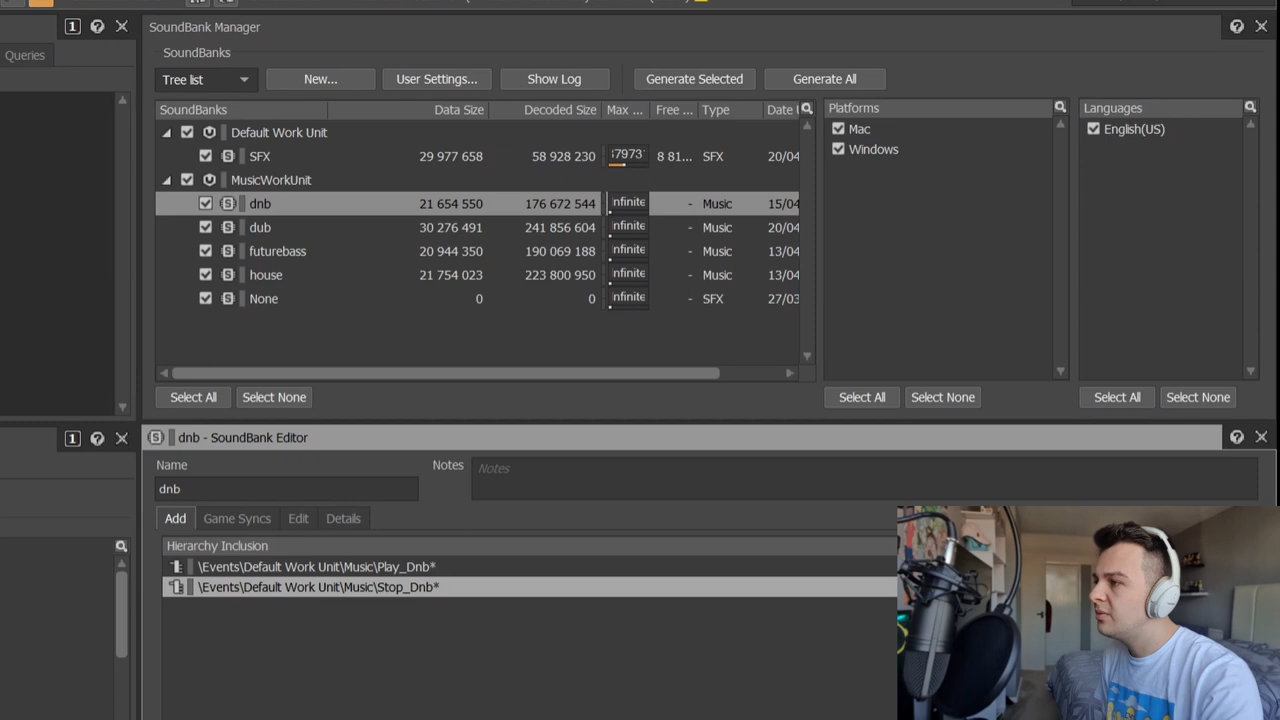 1
SoundBank Manager
Queries
SoundBanks
Tree list
New...
User Settings...
Show Log
Generate Selected
Generate All
SoundBanks Data Size Decoded Size Max ... Free ... Type Date
Platforms
Languages
Default Work Unit
Mac
English(US)
SFX 29 977 658 58 928 230 7973 8 81... SFX 20/04
Windows
MusicWorkUnit
dnb 21 654 550 176 672 544 nfinite - Music 15/04
dub 30 276 491 241 856 604 nfinite - Music 20/04
futurebass 20 944 350 190 069 188 nfinite - Music 13/04
house 21 754 023 223 800 950 nfinite - Music 13/04
None 0 0 nfinite - SFX 27/03
Select All Select None
Select All Select None
Select All Select None
1
dnb - SoundBank Editor
Name
Notes
Notes
dnb
Add Game Syncs Edit Details
Hierarchy Inclusion
\Events\Default Work Unit\Music\Play_Dnb*
\Events\Default Work Unit\Music\Stop_Dnb*